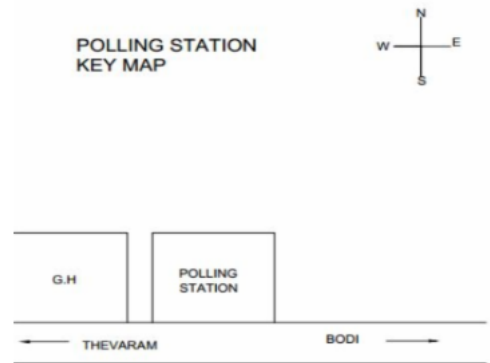 POLLING STATION
KEY MAP
N
W E
S
G.H
POLLING
STATION
THEVARAM
BODI